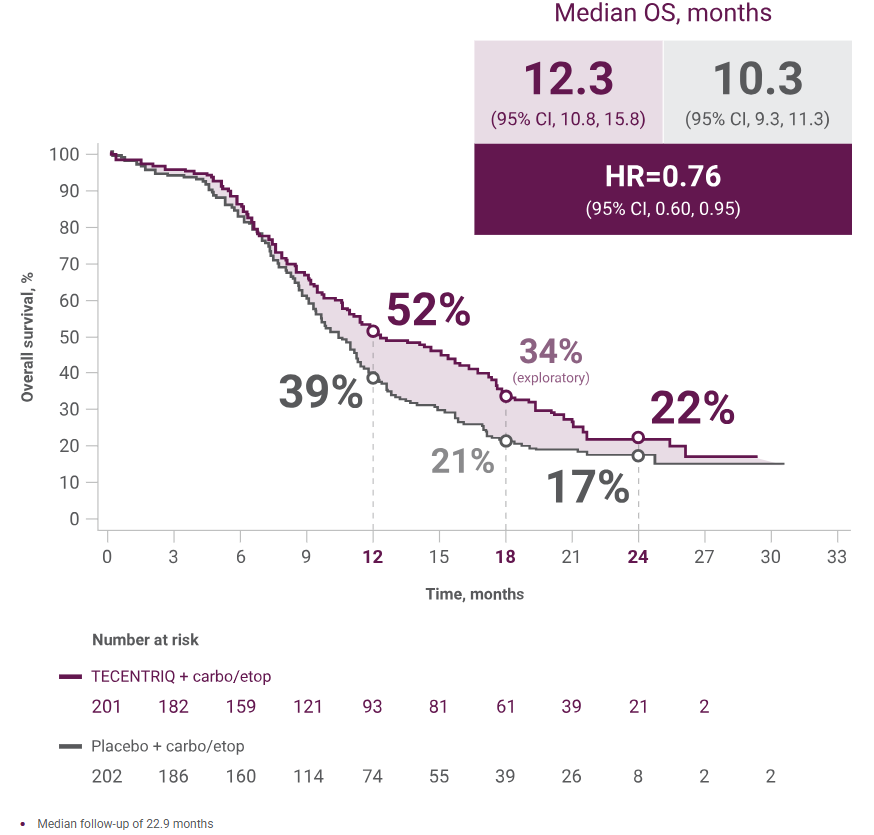 Median OS, months
12.3 10.3
(95% CI, 10.8, 15.8) (95% CI, 9.3, 11.3)
HR=0.76
(95% CI, 0.60, 0.95)
Overall survival, %
100
90
80
70
60
50
40
30
20
10
0
52%
39%
34%
(exploratory)
21%
22%
17%
0 3 6 9 12 15 18 21 24 27 30 33
Time, months
Number at risk
TECENTRIQ + carbo/etop
201 182 159 121 93 81 61 39 21 2
Placebo + carbo/etop
202 186 160 114 74 55 39 26 8 2 2
• Median follow-up of 22.9 months